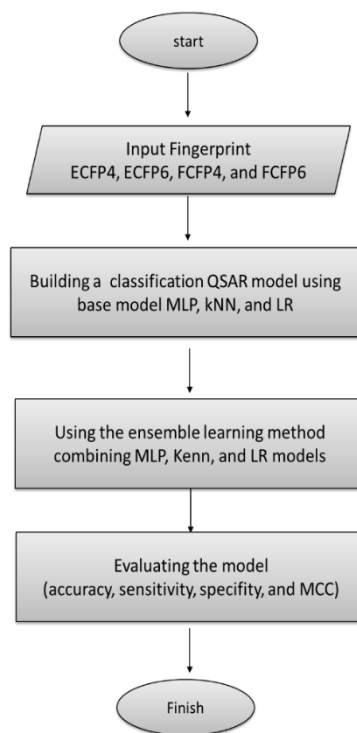 start
Input Fingerprint
ECFP4, ECFP6, FCFP4, and FCFP6
Building a classification QSAR model using
base model MLP, kNN, and LR
Using the ensemble learning method
combining MLP, Kenn, and LR models
Evaluating the model
(accuracy, sensitivity, specifity, and MCC)
Finish